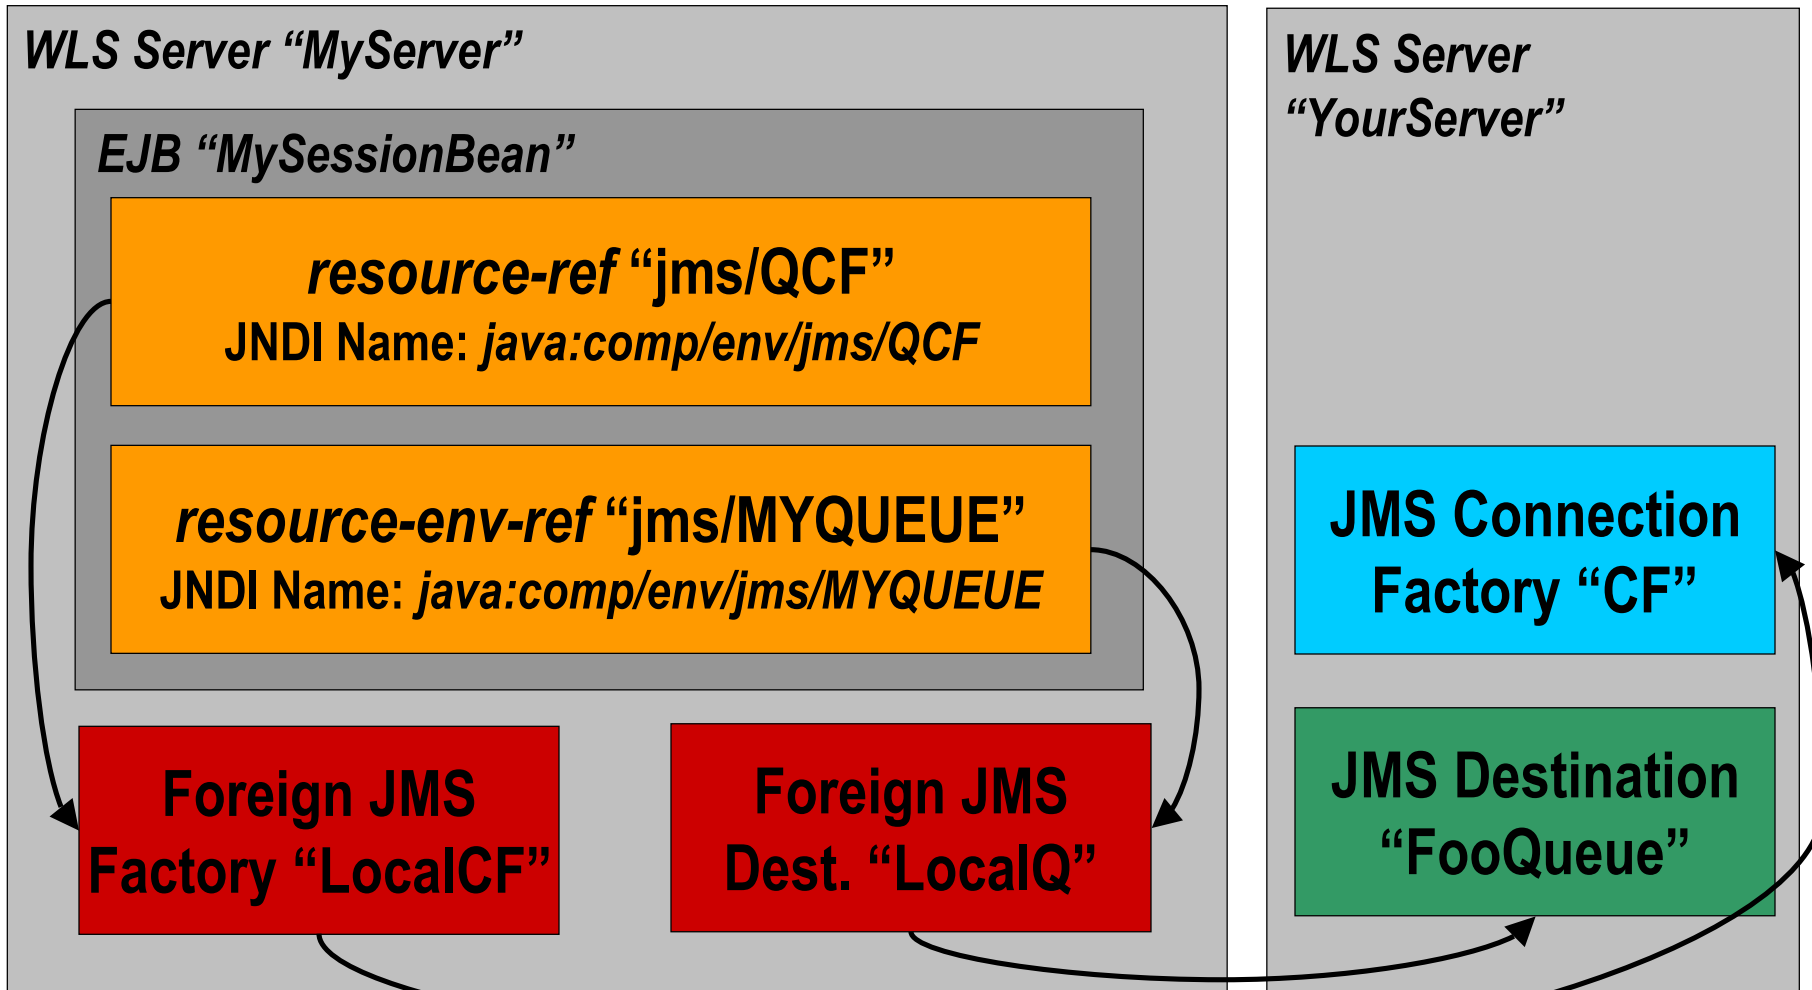 WLS Server “MyServer”
EJB “MySessionBean”
resource-ref “jms/QCF”
JNDI Name: java:comp/env/jms/QCF
resource-env-ref “jms/MYQUEUE”
JNDI Name: java:comp/env/jms/MYQUEUE
Foreign JMS
Factory “LocalCF”
Foreign JMS
Dest. “LocalQ”
WLS Server
“YourServer”
JMS Connection
Factory “CF”
JMS Destination
“FooQueue”